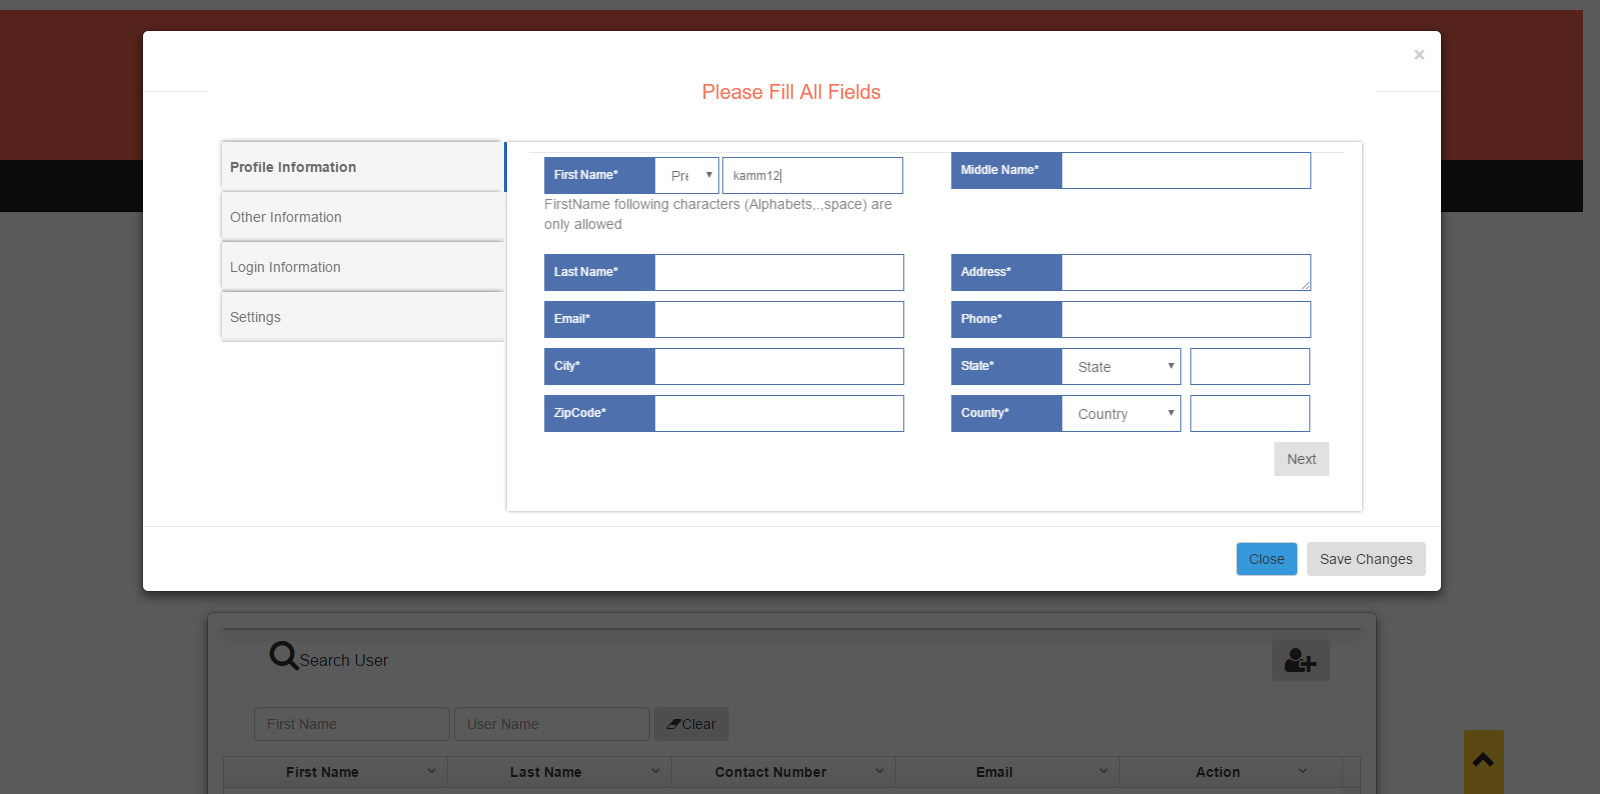 ×
Please Fill All Fields
Profile Information
Other Information
Login Information
Settings
First Name* Pre kamm12
FirstName following characters (Alphabets,.,space) are
only allowed
Middle Name*
Last Name*
Address*
Email*
Phone*
City*
State* State
ZipCode*
Country* Country
Next
Close Save Changes
Search User
First Name User Name Clear
First Name Last Name Contact Number Email Action